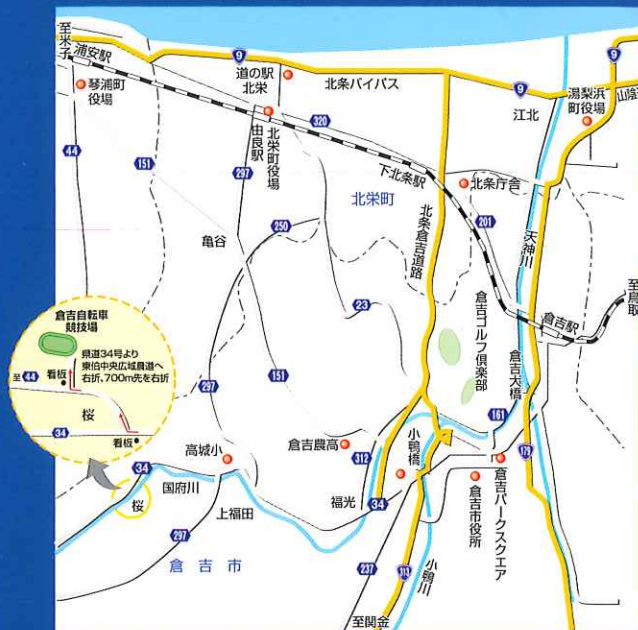 至米子
浦安駅
琴浦町
役場
道の駅
北栄
9
北条バイパス
9
9
江北
湯梨浜
町役場
山陰
44
151
297
由良駅
北栄町役場
320
下北条駅
北条庁舎
北栄町
亀谷
250
北条倉吉道路
201
天神川
至鳥取
倉吉駅
23
倉吉ゴルフ倶楽部
倉吉大橋
倉吉自転車
競技場
県道34号より
東伯中央広域農道へ
右折、700m先を右折
看板
至44
桜
34
看板
297
151
161
高城小
倉吉農高
312
小鴨橋
179
34
国府川
桜
福光
34
倉吉市役所
倉吉パークスクエア
上福田
297
倉吉市
237
313
小鴨川
至関金